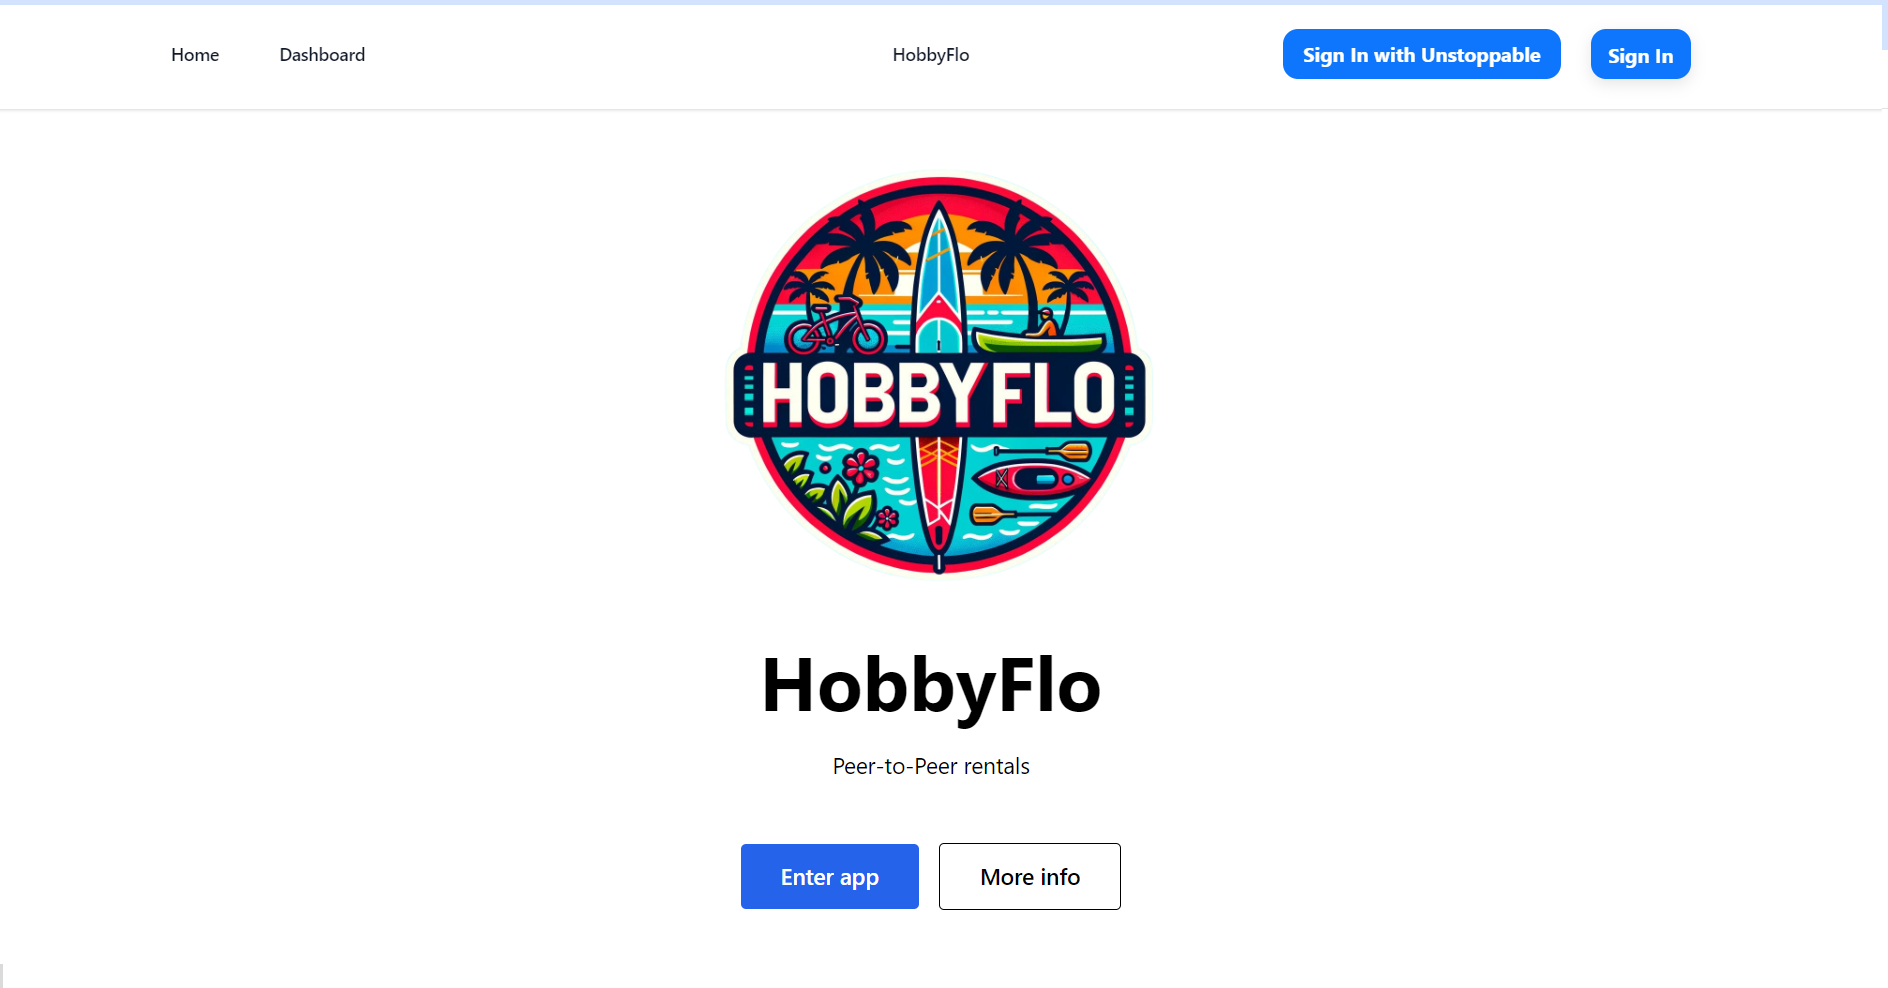 Home
Dashboard
HobbyFlo
Sign In with Unstoppable
Sign In
HOBBYFLO
HobbyFlo
Peer-to-Peer rentals
Enter app
More info